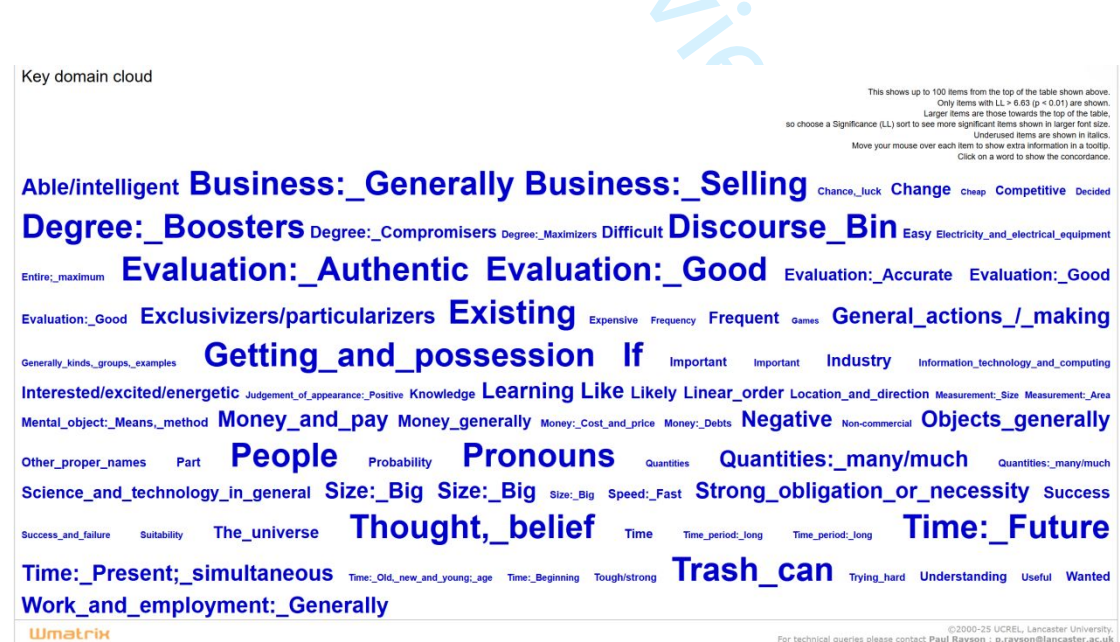 vie
Key domain cloud
This shows up to 100 items from the top of the table shown above.
Only items with LL > 6.63 (p < 0.01) are shown.
Larger items are those towards the top of the table,
so choose a Significance (LL) sort to see more significant items shown in larger font size.
Underused items are shown in italics.
Move your mouse over each item to show extra information in a tooltip.
Click on a word to show the concordance.
Able/intelligent Business:_Generally Business:_Selling Chance,_luck Change Cheap Competitive Decided
Degree:_Boosters Degree:_Compromisers Degree:_Maximizers Difficult Discourse_Bin Easy Electricity_and_electrical_equipment
Entire;_maximum Evaluation:_Authentic Evaluation:_Good Evaluation:_Accurate Evaluation:_Good
Evaluation:_Good Exclusivizers/particularizers Existing Expensive Frequency Frequent Games General_actions_/_making
Generally_kinds,_groups,_examples Getting_and_possession If Important Important Industry Information_technology_and_computing
Interested/excited/energetic Judgement_of_appearance:_Positive Knowledge Learning Like Likely Linear_order Location_and_direction Measurement:_Size Measurement:_Area
Mental_object:_Means,_method Money_and_pay Money_generally Money:_Cost_and_price Money:_Debts Negative Non-commercial Objects_generally
Other_proper_names Part People Probability Pronouns Quantities Quantities:_many/much Quantities:_many/much
Science_and_technology_in_general Size:_Big Size:_Big Size:_Big Speed:_Fast Strong_obligation_or_necessity Success
Success_and_failure Suitability The_universe Thought,_belief Time Time_period:_long Time_period:_long Time:_Future
Time:_Present;_simultaneous Time:_Old,_new_and_young;_age Time:_Beginning Tough/strong Trash_can Trying_hard Understanding Useful Wanted
Work_and_employment:_Generally
Wmatrix
©2000-25 UCREL, Lancaster University.
For technical queries please contact Paul Rayson : p.rayson@lancaster.ac.uk